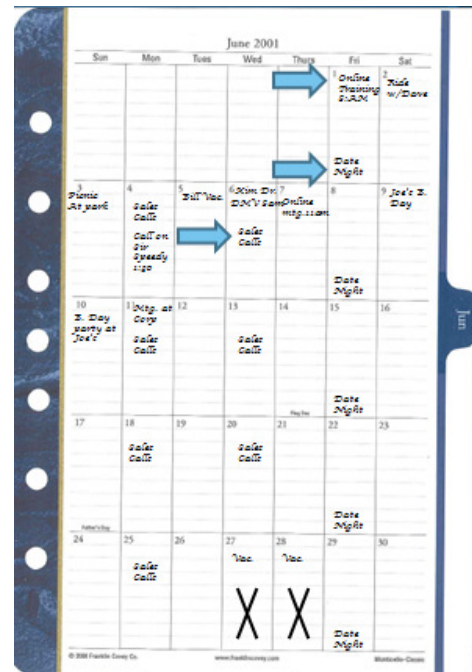 June 2001
Sun Mon Tues Wed Thurs Fri Sat
1 Online
Training
8:AM
Date
Night
2 Ride
w/Dave
3
Picnic
At park
4
Sales
Calls
Call on
Sir
Speedy
1:30
5
Bill Vac.
6 Kim Dr.
DMV 8am
Sales
Calls
7
Online
mtg. 11am
8
Date
Night
9 Joe's B.
Day
10
B. Day
party at
Joe's
11 Mtg. at
Corp
Sales
Calls
12
13
Sales
Calls
14
Flag Day
15
Date
Night
16
17
Father's Day
18
Sales
Calls
19
20
Sales
Calls
21
22
Date
Night
23
24
25
Sales
Calls
26
27
Vac.
X
28
Vac.
X
29
Date
Night
30
Jun
© 2000 Franklin Covey Co. www.franklincovey.com Monticello-Classic